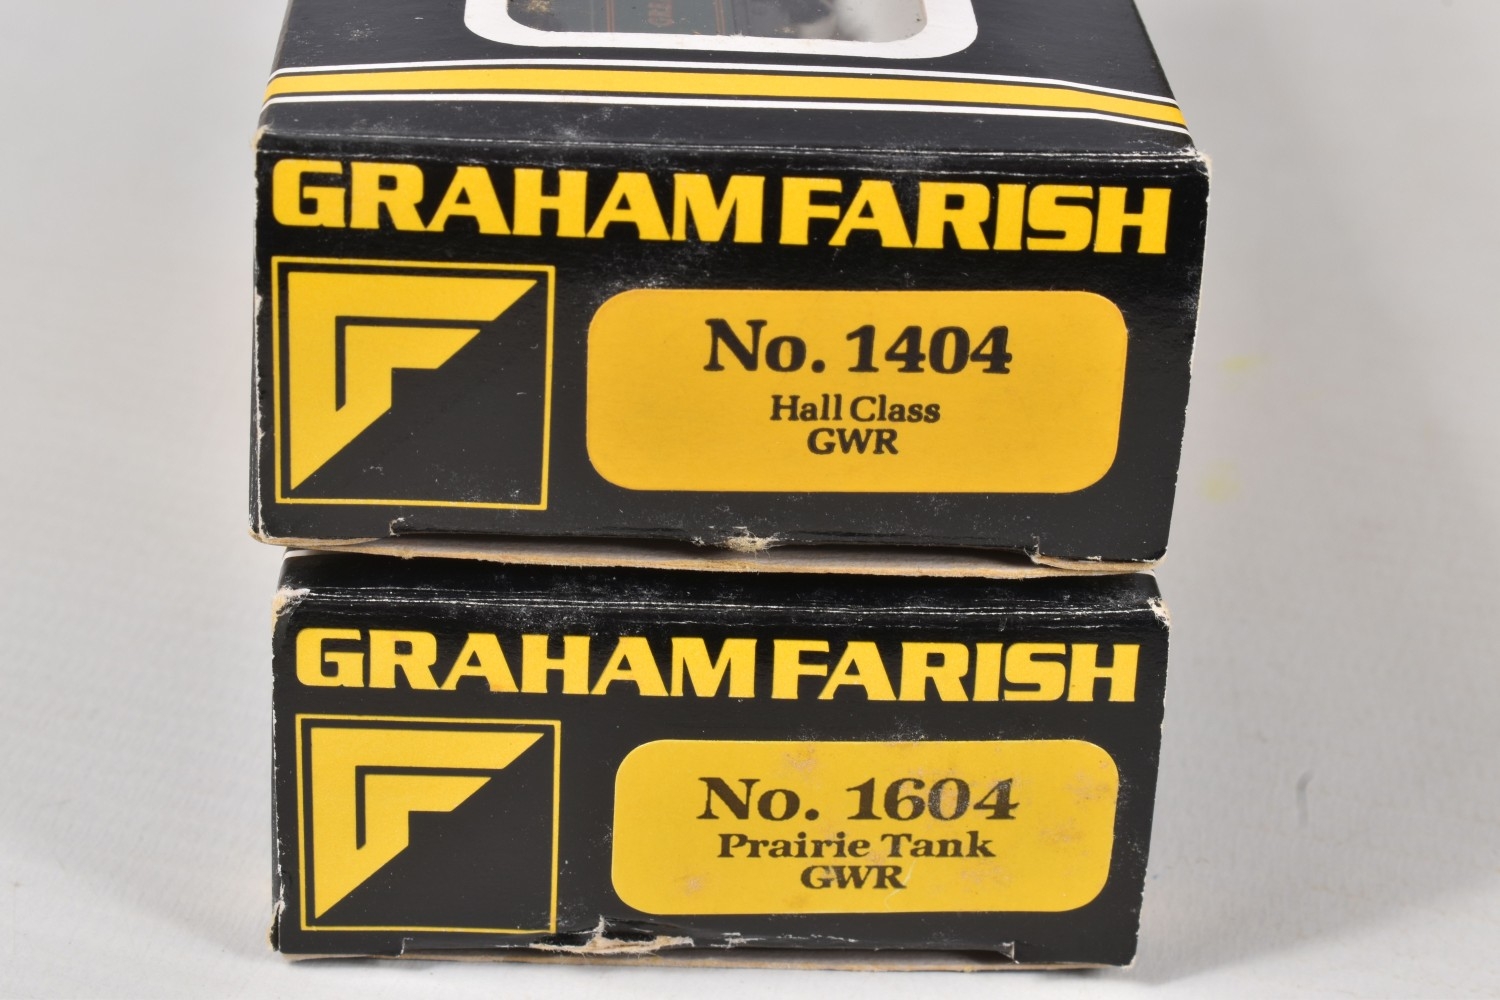 GRAHAM FARISH
No. 1404
Hall Class
GWR
GRAHAM FARISH
No. 1604
Prairie Tank
GWR